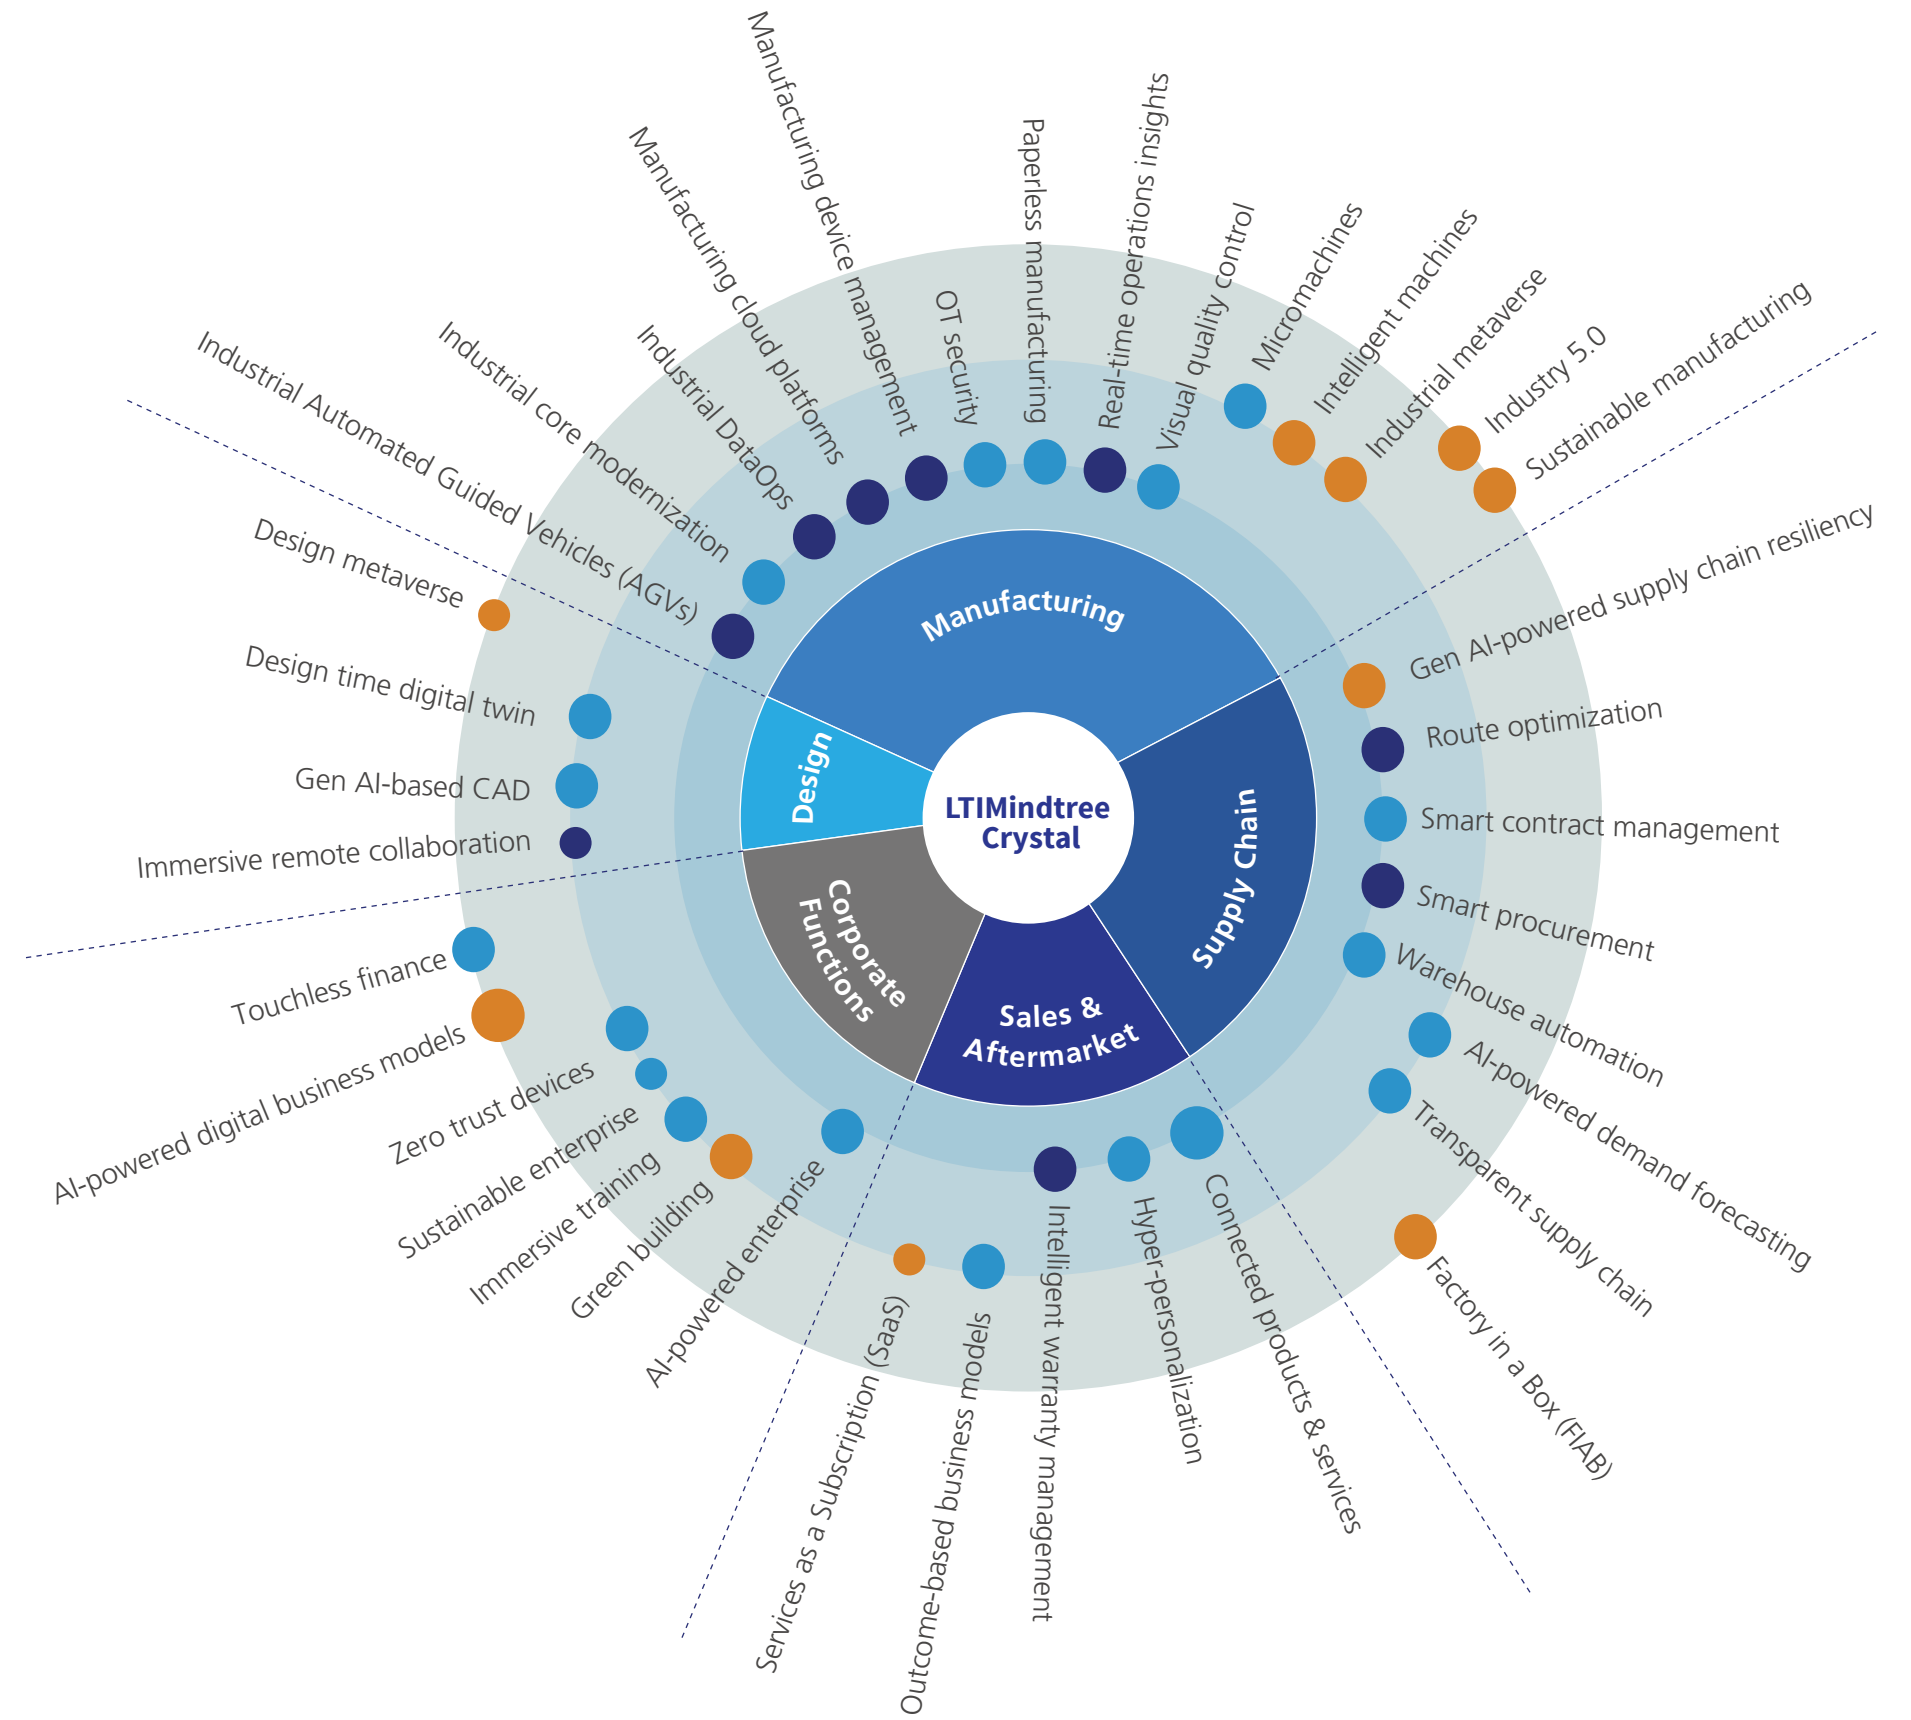 LTIMindtree
Crystal
Manufacturing
Supply Chain
Sales &
Aftermarket
Corporate
Functions
Design
Industrial Automated Guided Vehicles (AGVs)
Industrial core modernization
Industrial DataOps
Manufacturing cloud platforms
Manufacturing device management
OT security
Paperless manufacturing
Real-time operations insights
Visual quality control
Micromachines
Intelligent machines
Industrial metaverse
Industry 5.0
Sustainable manufacturing
Gen AI-powered supply chain resiliency
Route optimization
Smart contract management
Smart procurement
Warehouse automation
AI-powered demand forecasting
Transparent supply chain
Factory in a Box (FIAB)
Connected products & services
Hyper-personalization
Intelligent warranty management
Outcome-based business models
Services as a Subscription (SaaS)
AI-powered enterprise
Green building
Immersive training
Sustainable enterprise
Zero trust devices
AI-powered digital business models
Touchless finance
Immersive remote collaboration
Gen AI-based CAD
Design time digital twin
Design metaverse